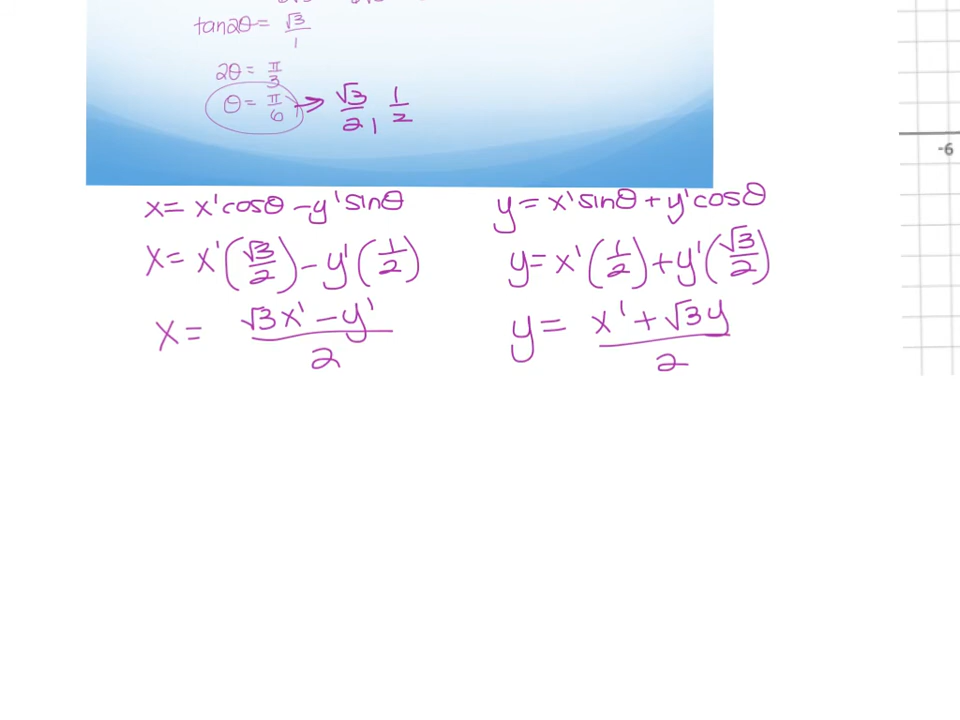 tan2θ = √3/1
2θ = π/3
θ = π/6 → √3/2, 1/2
x = x'cosθ - y'sinθ
y = x'sinθ + y'cosθ
x = x'(√3/2) - y'(1/2)
y = x'(1/2) + y'(√3/2)
x = √3x' - y'/2
y = x' + √3y/2
-6